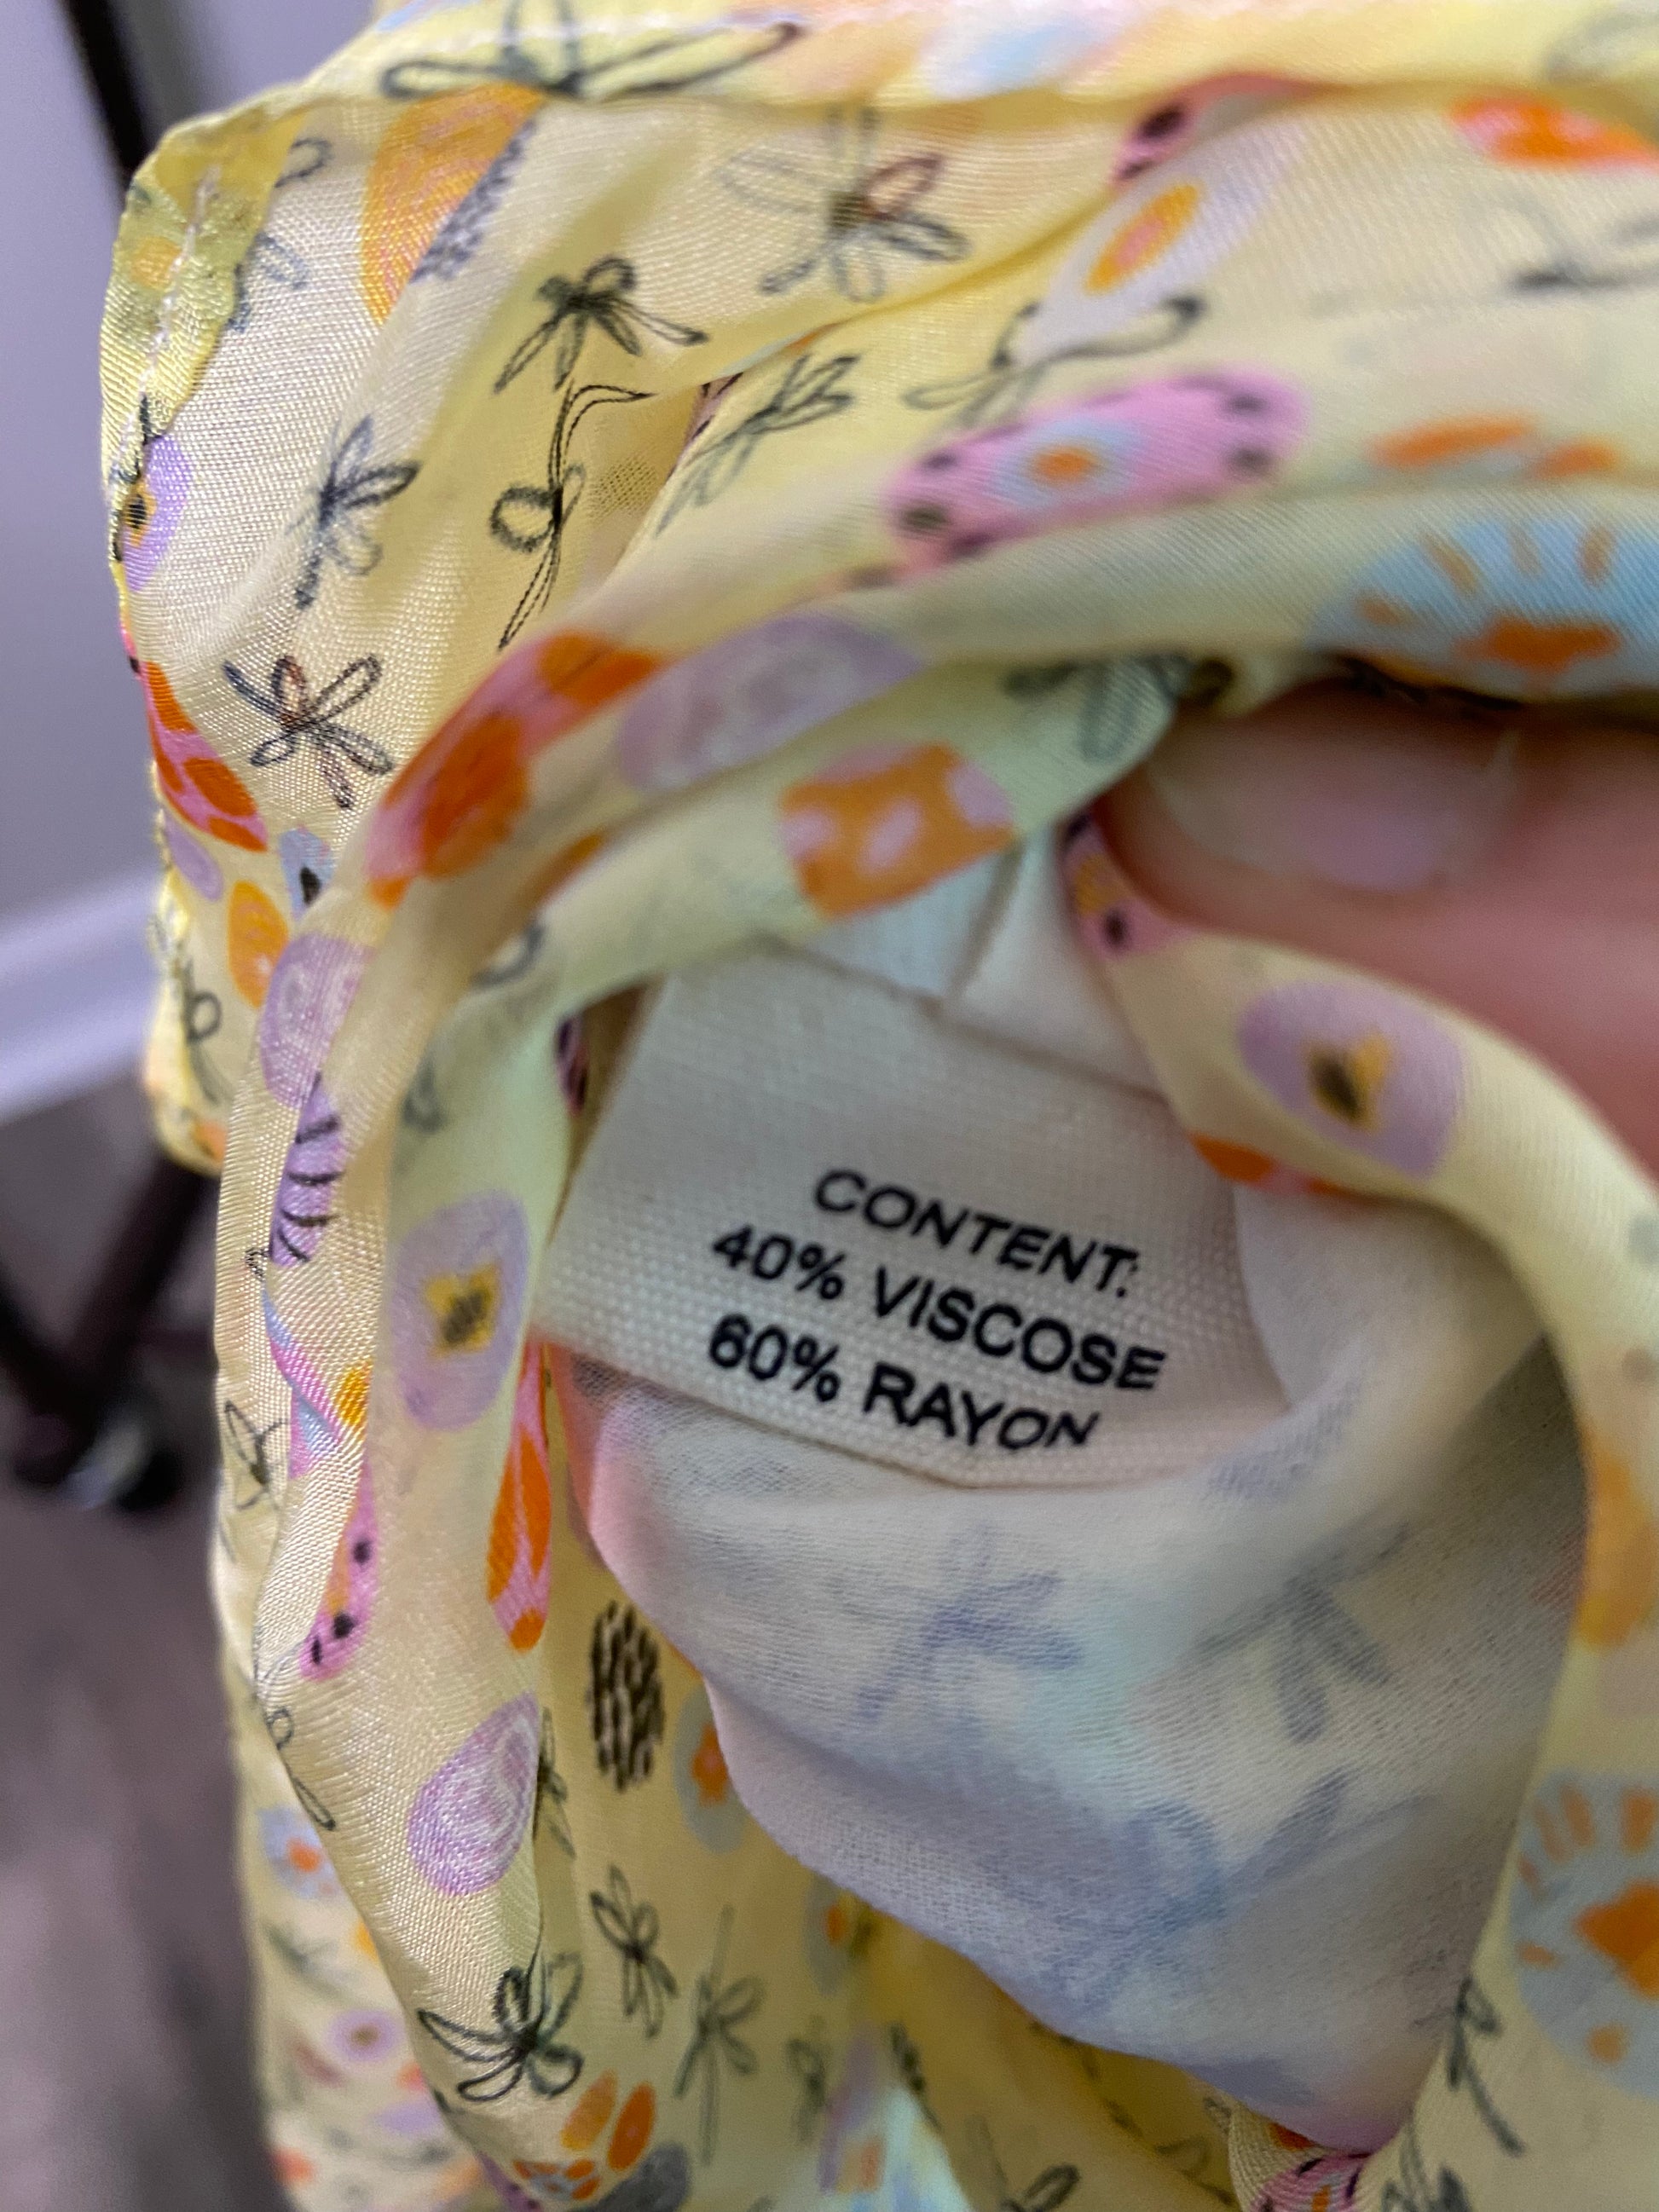 CONTENT:
40% VISCOSE
60% RAYON